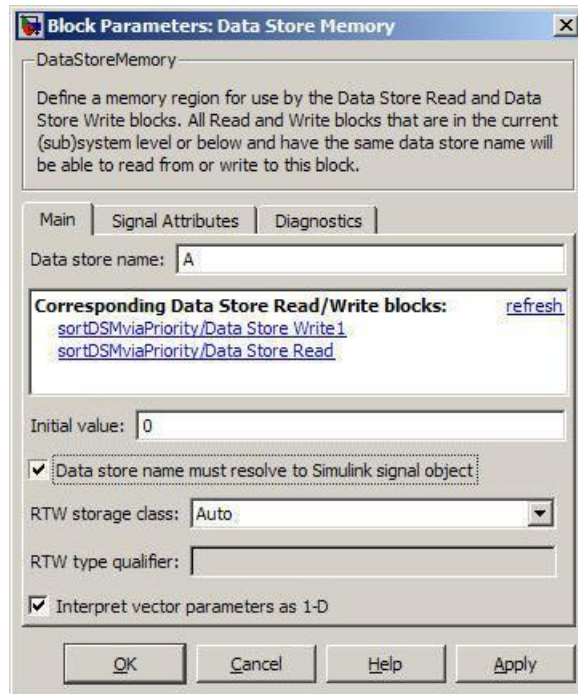 Block Parameters: Data Store Memory
DataStoreMemory
Define a memory region for use by the Data Store Read and Data
Store Write blocks. All Read and Write blocks that are in the current
(sub)system level or below and have the same data store name will
be able to read from or write to this block.
Main Signal Attributes Diagnostics
Data store name: A
Corresponding Data Store Read/Write blocks: refresh
sortDSMviaPriority/Data Store Write1
sortDSMviaPriority/Data Store Read
Initial value: 0
Data store name must resolve to Simulink signal object
RTW storage class: Auto
RTW type qualifier:
Interpret vector parameters as 1-D
OK Cancel Help Apply